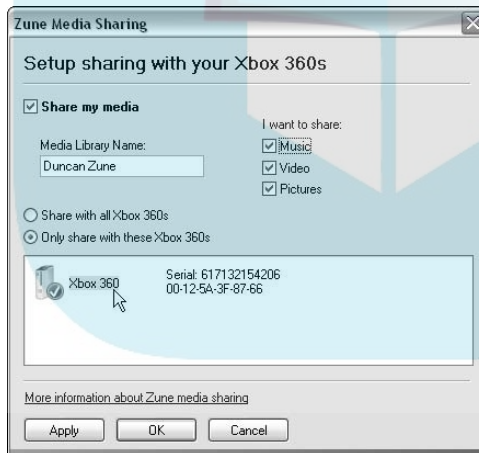 Zune Media Sharing
Setup sharing with your Xbox 360s
Share my media
I want to share:
Media Library Name:
Music
Duncan Zune
Video
Pictures
Share with all Xbox 360s
Only share with these Xbox 360s
Xbox 360
Serial: 617132154206
00-12-5A-3F-87-66
More information about Zune media sharing
Apply
OK
Cancel